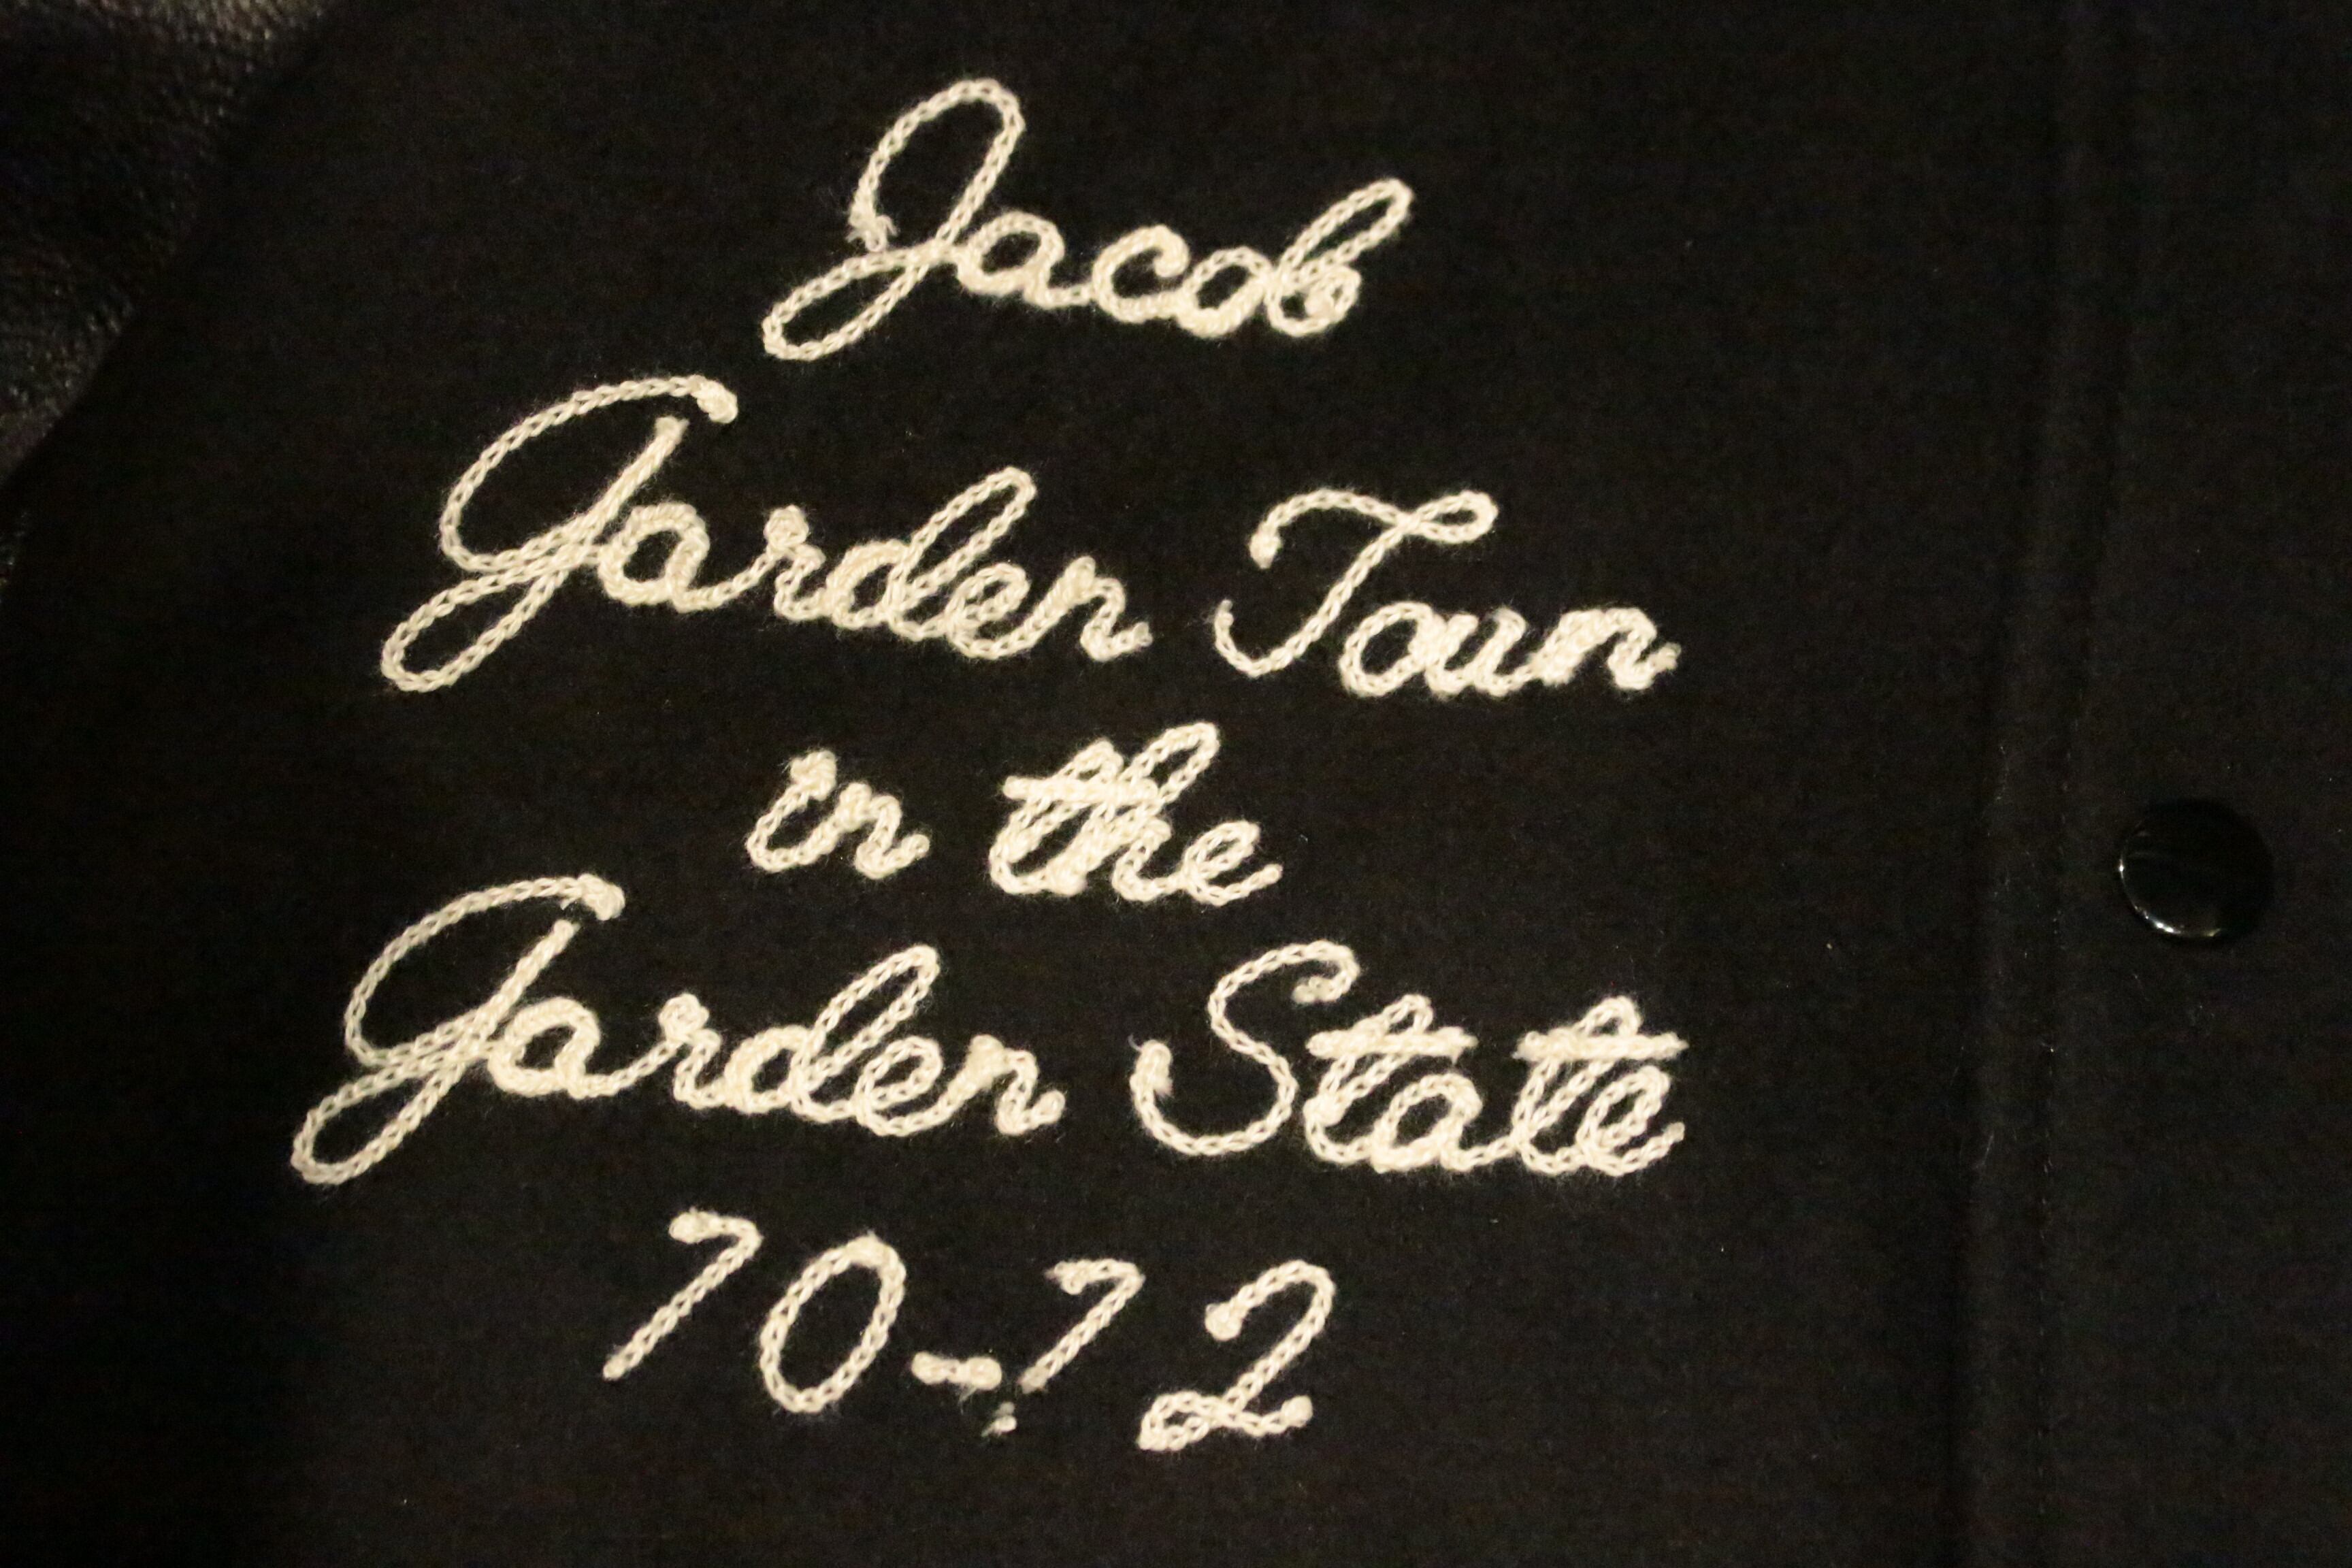 Jacob
Garden Town
in the
Garden State
70-72